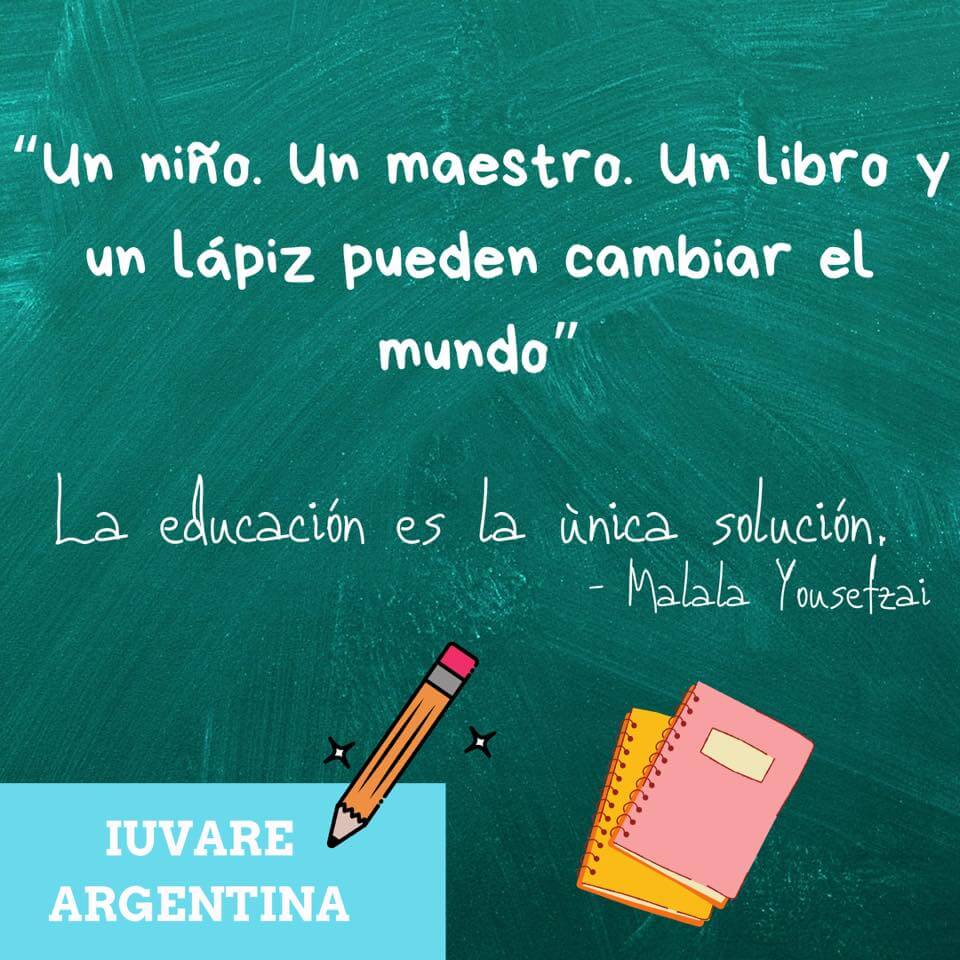 “Un niño. Un maestro. Un libro y
un lápiz pueden cambiar el
mundo”
La educación es la ùnica solución.
- Malala Yousetzai
IUVARE
ARGENTINA